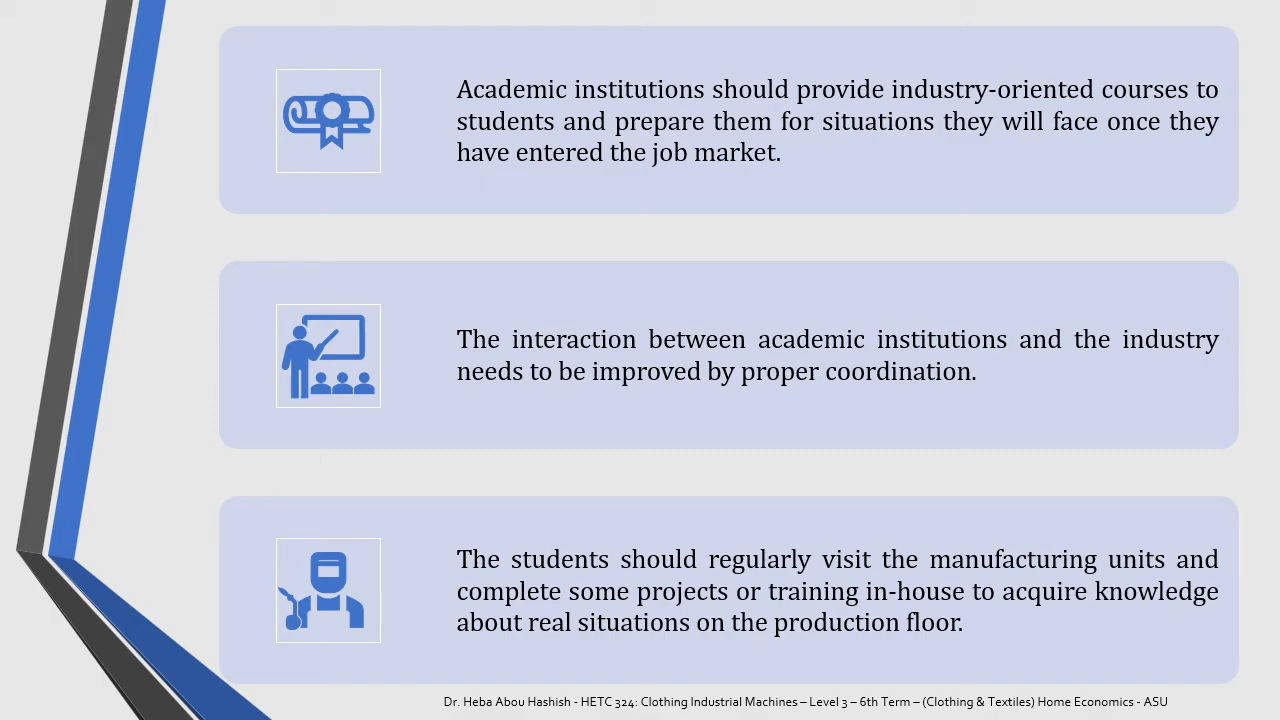 Academic institutions should provide industry-oriented courses to
students and prepare them for situations they will face once they
have entered the job market.
The interaction between academic institutions and the industry
needs to be improved by proper coordination.
The students should regularly visit the manufacturing units and
complete some projects or training in-house to acquire knowledge
about real situations on the production floor.
Dr. Heba Abou Hashish - HETC 324: Clothing Industrial Machines – Level 3 – 6th Term – (Clothing & Textiles) Home Economics - ASU